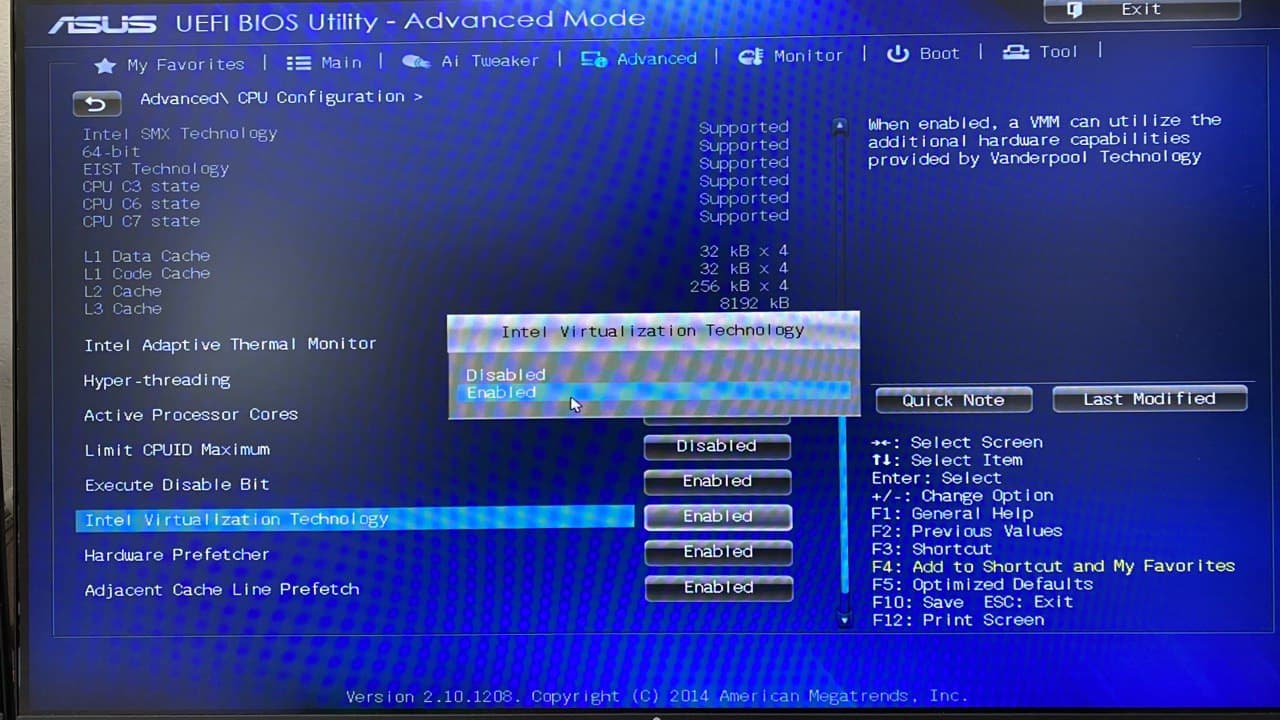 ASUS UEFI BIOS Utility - Advanced Mode
Exit
My Favorites | Main | Ai Tweaker | Advanced | Monitor | Boot | Tool |
Advanced\ CPU Configuration >
Intel SMX Technology Supported
64-bit Supported
EIST Technology Supported
CPU C3 state Supported
CPU C6 state Supported
CPU C7 state Supported
L1 Data Cache 32 kB x 4
L1 Code Cache 32 kB x 4
L2 Cache 256 kB x 4
L3 Cache 8192 kB
Intel Adaptive Thermal Monitor
Hyper-threading
Active Processor Cores
Limit CPUID Maximum Disabled
Execute Disable Bit Enabled
Intel Virtualization Technology Enabled
Hardware Prefetcher Enabled
Adjacent Cache Line Prefetch Enabled
Intel Virtualization Technology
Disabled
Enabled
When enabled, a VMM can utilize the
additional hardware capabilities
provided by Vanderpool Technology
Quick Note Last Modified
→←: Select Screen
↑↓: Select Item
Enter: Select
+/-: Change Option
F1: General Help
F2: Previous Values
F3: Shortcut
F4: Add to Shortcut and My Favorites
F5: Optimized Defaults
F10: Save ESC: Exit
F12: Print Screen
Version 2.10.1208. Copyright (C) 2014 American Megatrends, Inc.